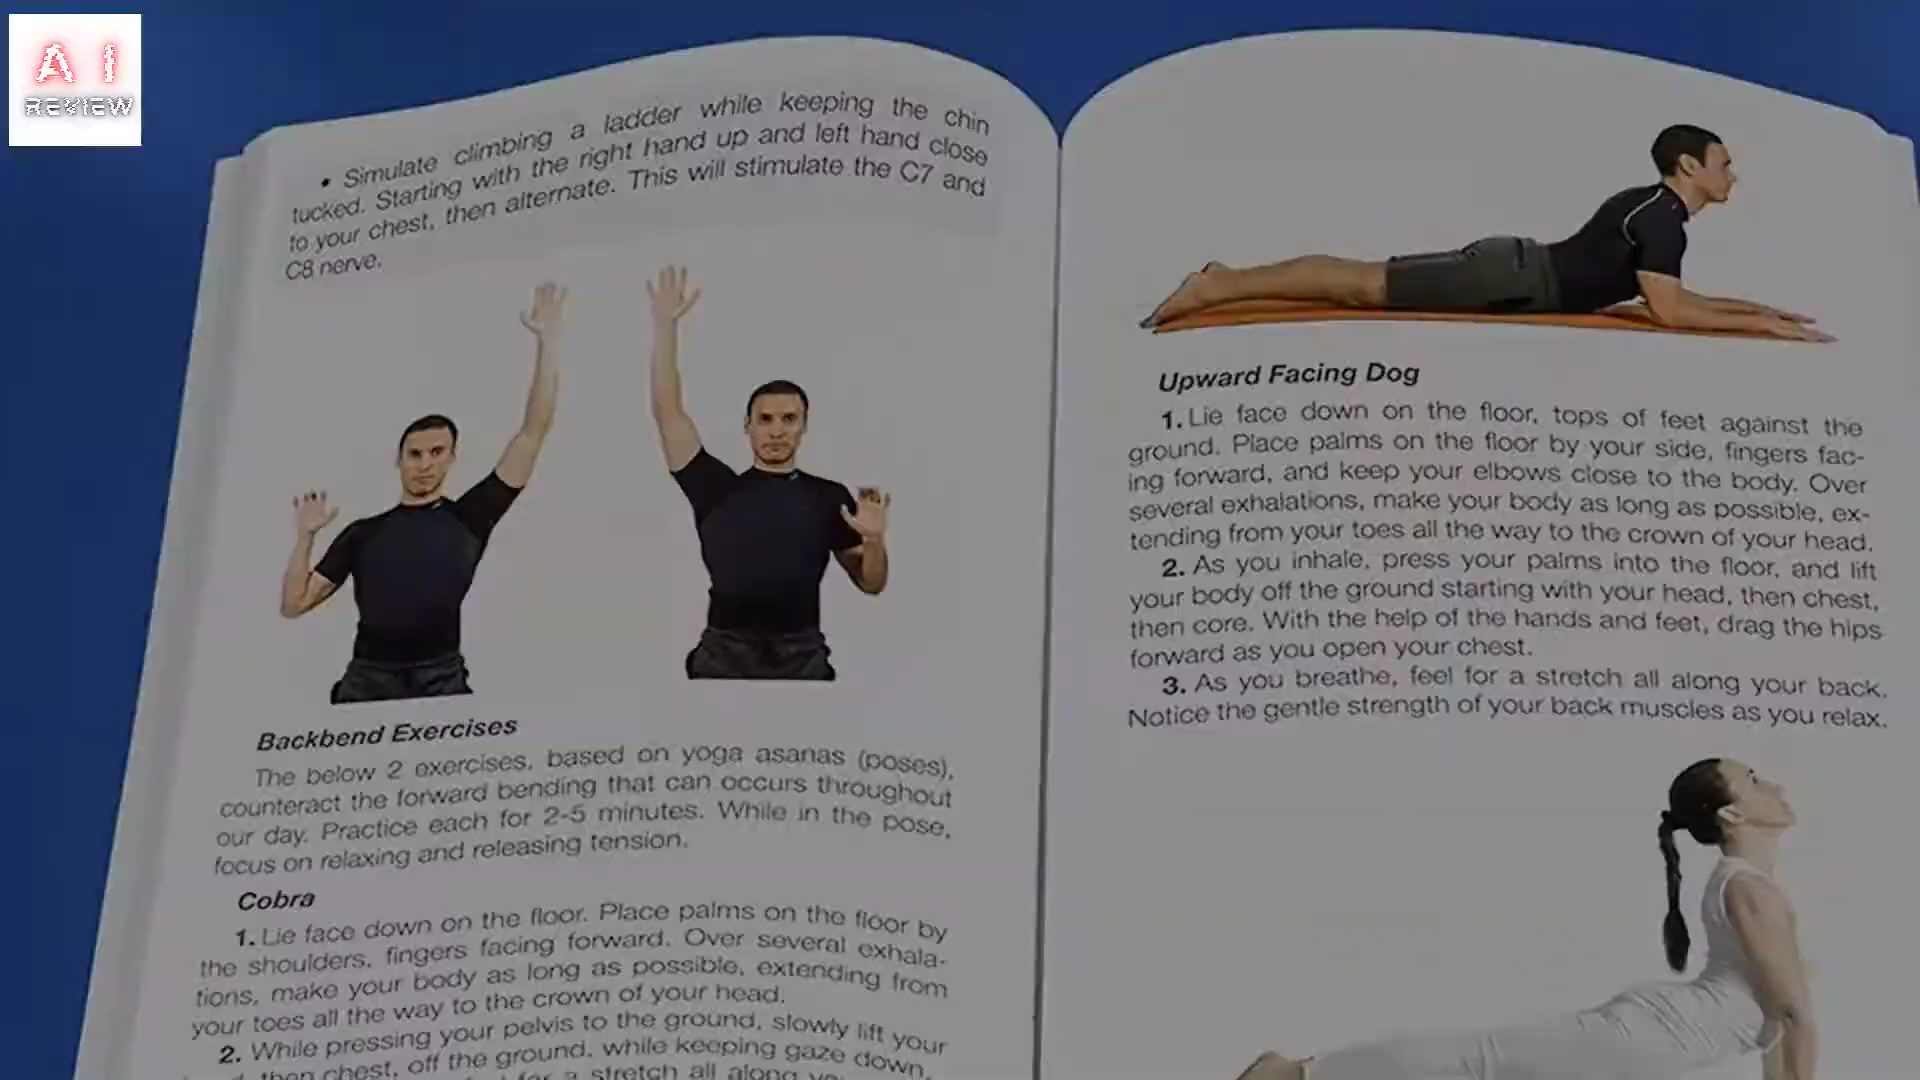 A I
REVIEW
• Simulate climbing a ladder while keeping the chin
tucked. Starting with the right hand up and left hand close
to your chest, then alternate. This will stimulate the C7 and
C8 nerve.
Backbend Exercises
The below 2 exercises, based on yoga asanas (poses),
counteract the forward bending that can occurs throughout
our day. Practice each for 2-5 minutes. While in the pose,
focus on relaxing and releasing tension.
Cobra
1. Lie face down on the floor. Place palms on the floor by
the shoulders, fingers facing forward. Over several exhala-
tions, make your body as long as possible, extending from
your toes all the way to the crown of your head.
2. While pressing your pelvis to the ground, slowly lift your
then chest, off the ground, while keeping gaze down,
a stretch all along
Upward Facing Dog
1. Lie face down on the floor, tops of feet against the
ground. Place palms on the floor by your side, fingers fac-
ing forward, and keep your elbows close to the body. Over
several exhalations, make your body as long as possible, ex-
tending from your toes all the way to the crown of your head.
2. As you inhale, press your palms into the floor, and lift
your body off the ground starting with your head, then chest,
then core. With the help of the hands and feet, drag the hips
forward as you open your chest.
3. As you breathe, feel for a stretch all along your back.
Notice the gentle strength of your back muscles as you relax.